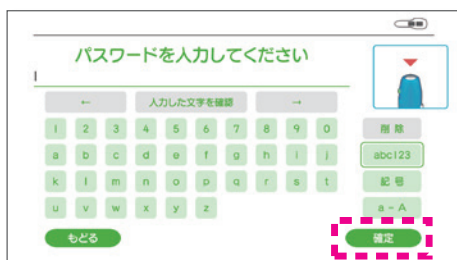 パスワードを入力してください
← 入力した文字を確認 →
1 2 3 4 5 6 7 8 9 0 削除
a b c d e f g h i j abc123
k l m n o p q r s t 記号
u v w x y z a - A
もどる 確定